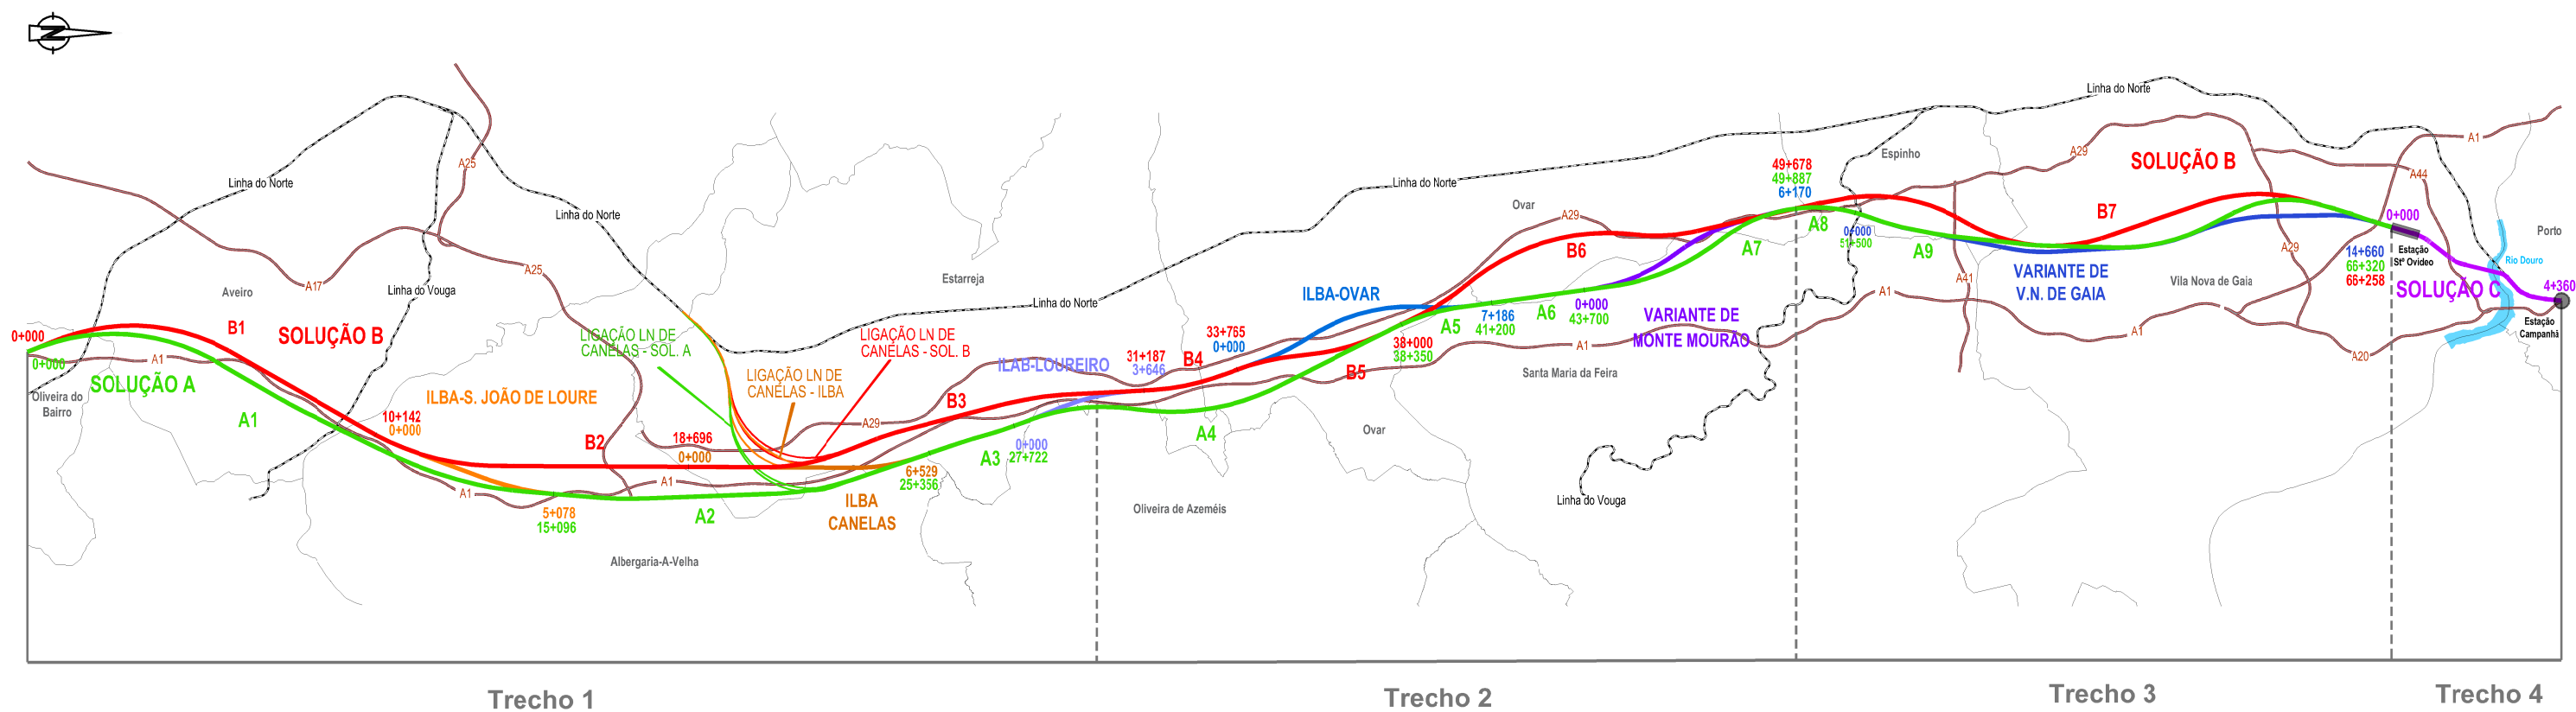 N
Linha do Norte
A1
A25
A29
Linha do Norte
Espinho
A29
SOLUÇÃO B
49+678
49+887
6+170
A44
Linha do Norte
Linha do Norte
Ovar
A29
B7
0+000
Linha do Norte
A8
0+000
51+500
A9
Porto
B6
A7
A29
Estação
Stº Ovideo
14+660
66+320
66+258
Rio Douro
A25
Linha do Vouga
Aveiro
A17
Estarreja
Linha do Norte
ILBA-OVAR
A41
VARIANTE DE
V.N. DE GAIA
Vila Nova de Gaia
SOLUÇÃO C
4+360
A1
0+000
43+700
A6
7+186
41+200
A5
VARIANTE DE
MONTE MOURÃO
Estação
Campanhã
0+000
B1
SOLUÇÃO B
LIGAÇÃO LN DE
CANELAS - SOL. A
LIGAÇÃO LN DE
CANELAS - SOL. B
33+765
0+000
38+000
38+350
A1
A1
A20
0+000
A1
SOLUÇÃO A
ILAB-LOUREIRO
31+187
3+646
B4
B5
Santa Maria da Feira
Oliveira do
Bairro
LIGAÇÃO LN DE
CANELAS - ILBA
ILBA-S. JOÃO DE LOURE
B3
A1
10+142
0+000
A29
A4
Ovar
B2
18+696
0+000
0+000
27+722
A3
6+529
25+356
A1
A1
Linha do Vouga
5+078
15+096
A2
ILBA
CANELAS
Oliveira de Azeméis
Albergaria-A-Velha
Trecho 1
Trecho 2
Trecho 3
Trecho 4